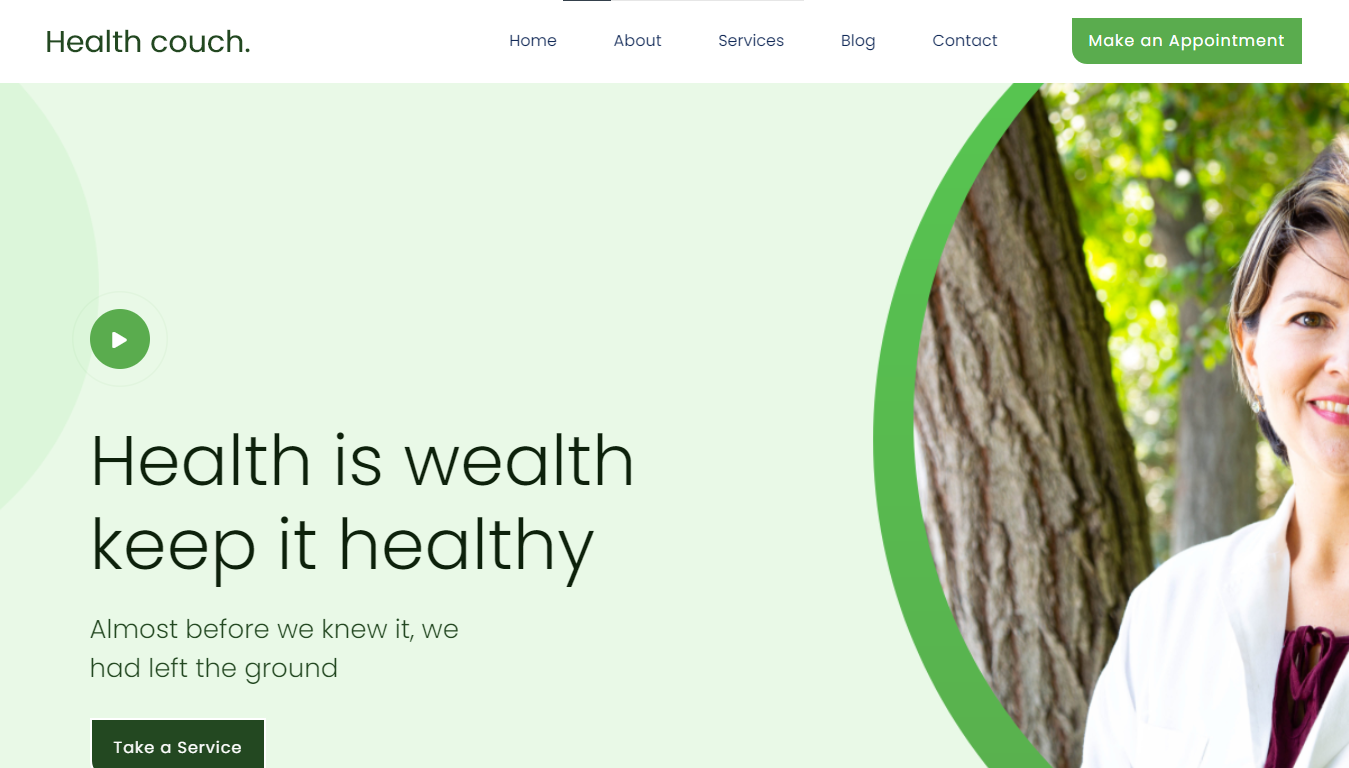 Health couch.
Home About Services Blog Contact Make an Appointment
Health is wealth
keep it healthy
Almost before we knew it, we
had left the ground
Take a Service